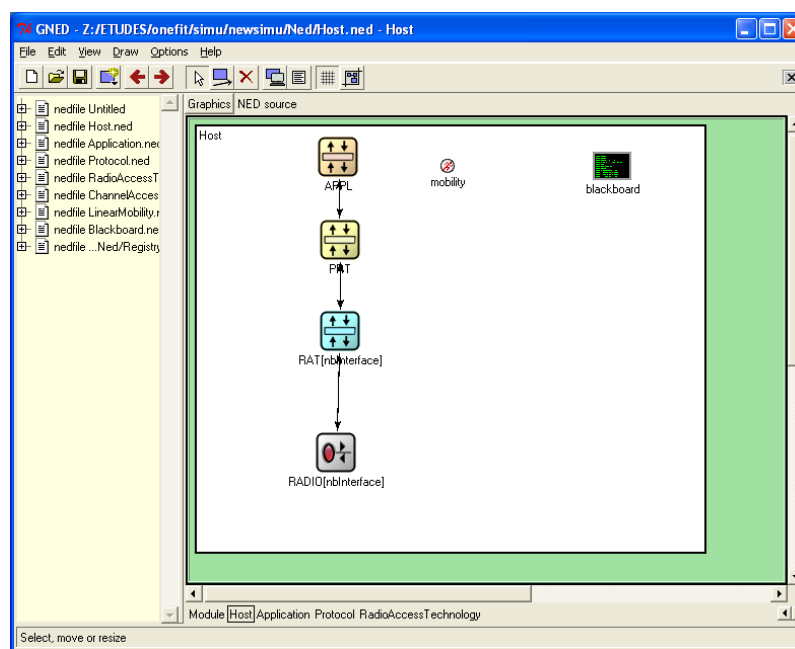 GNED - Z:/ETUDES/onefit/simu/newsimu/Ned/Host.ned - Host
File Edit View Draw Options Help
nedfile Untitled
nedfile Host.ned
nedfile Application.ned
nedfile Protocol.ned
nedfile RadioAccessT
nedfile ChannelAcces
nedfile LinearMobility.r
nedfile Blackboard.ne
nedfile ...Ned/Registry
Graphics NED source
Host
APPL
mobility
blackboard
PRT
RAT[nbInterface]
RADIO[nbInterface]
Module Host Application Protocol RadioAccessTechnology
Select, move or resize